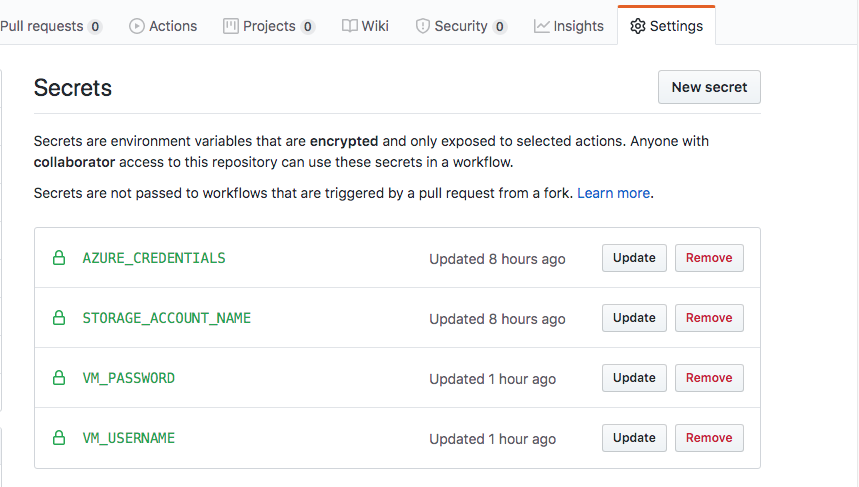 Pull requests 0 Actions Projects 0 Wiki Security 0 Insights Settings
Secrets New secret
Secrets are environment variables that are encrypted and only exposed to selected actions. Anyone with
collaborator access to this repository can use these secrets in a workflow.
Secrets are not passed to workflows that are triggered by a pull request from a fork. Learn more.
AZURE_CREDENTIALS Updated 8 hours ago Update Remove
STORAGE_ACCOUNT_NAME Updated 8 hours ago Update Remove
VM_PASSWORD Updated 1 hour ago Update Remove
VM_USERNAME Updated 1 hour ago Update Remove